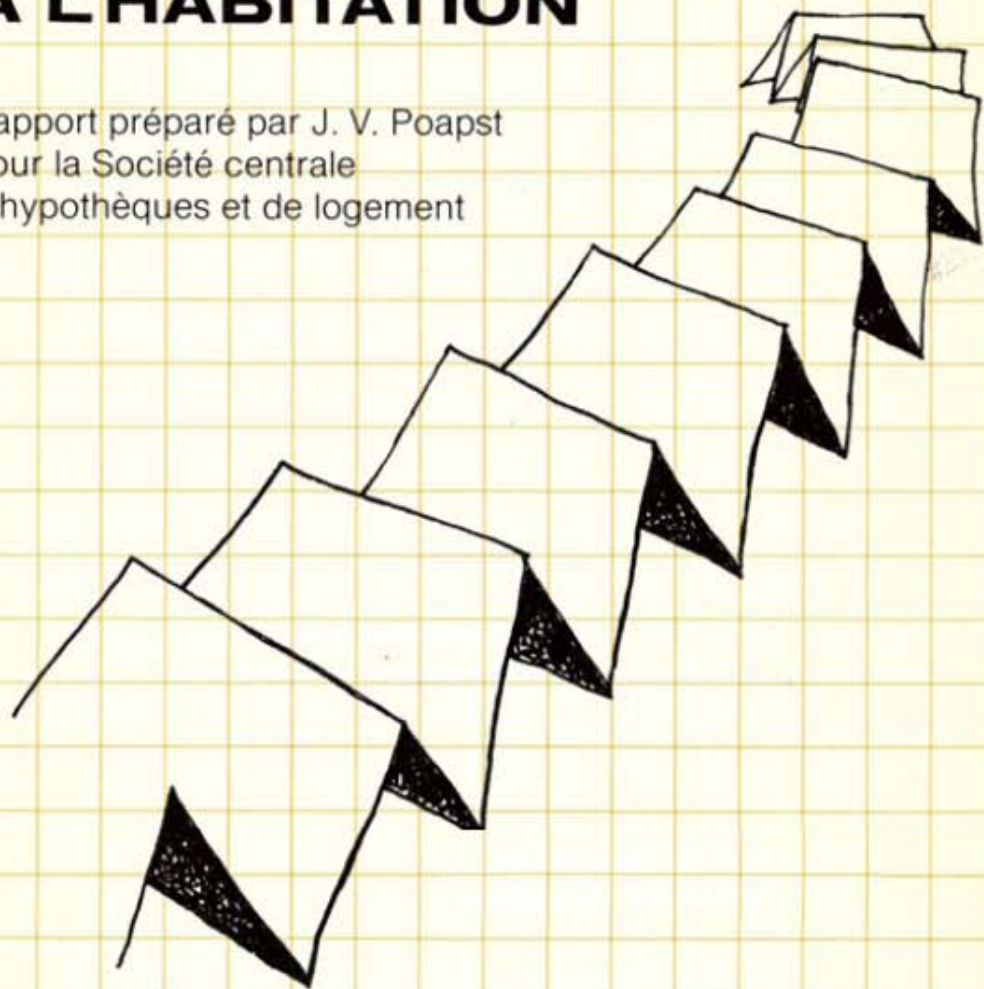 A L'HABITATION
apport préparé par J. V. Poapst
our la Société centrale
hypothèques et de logement